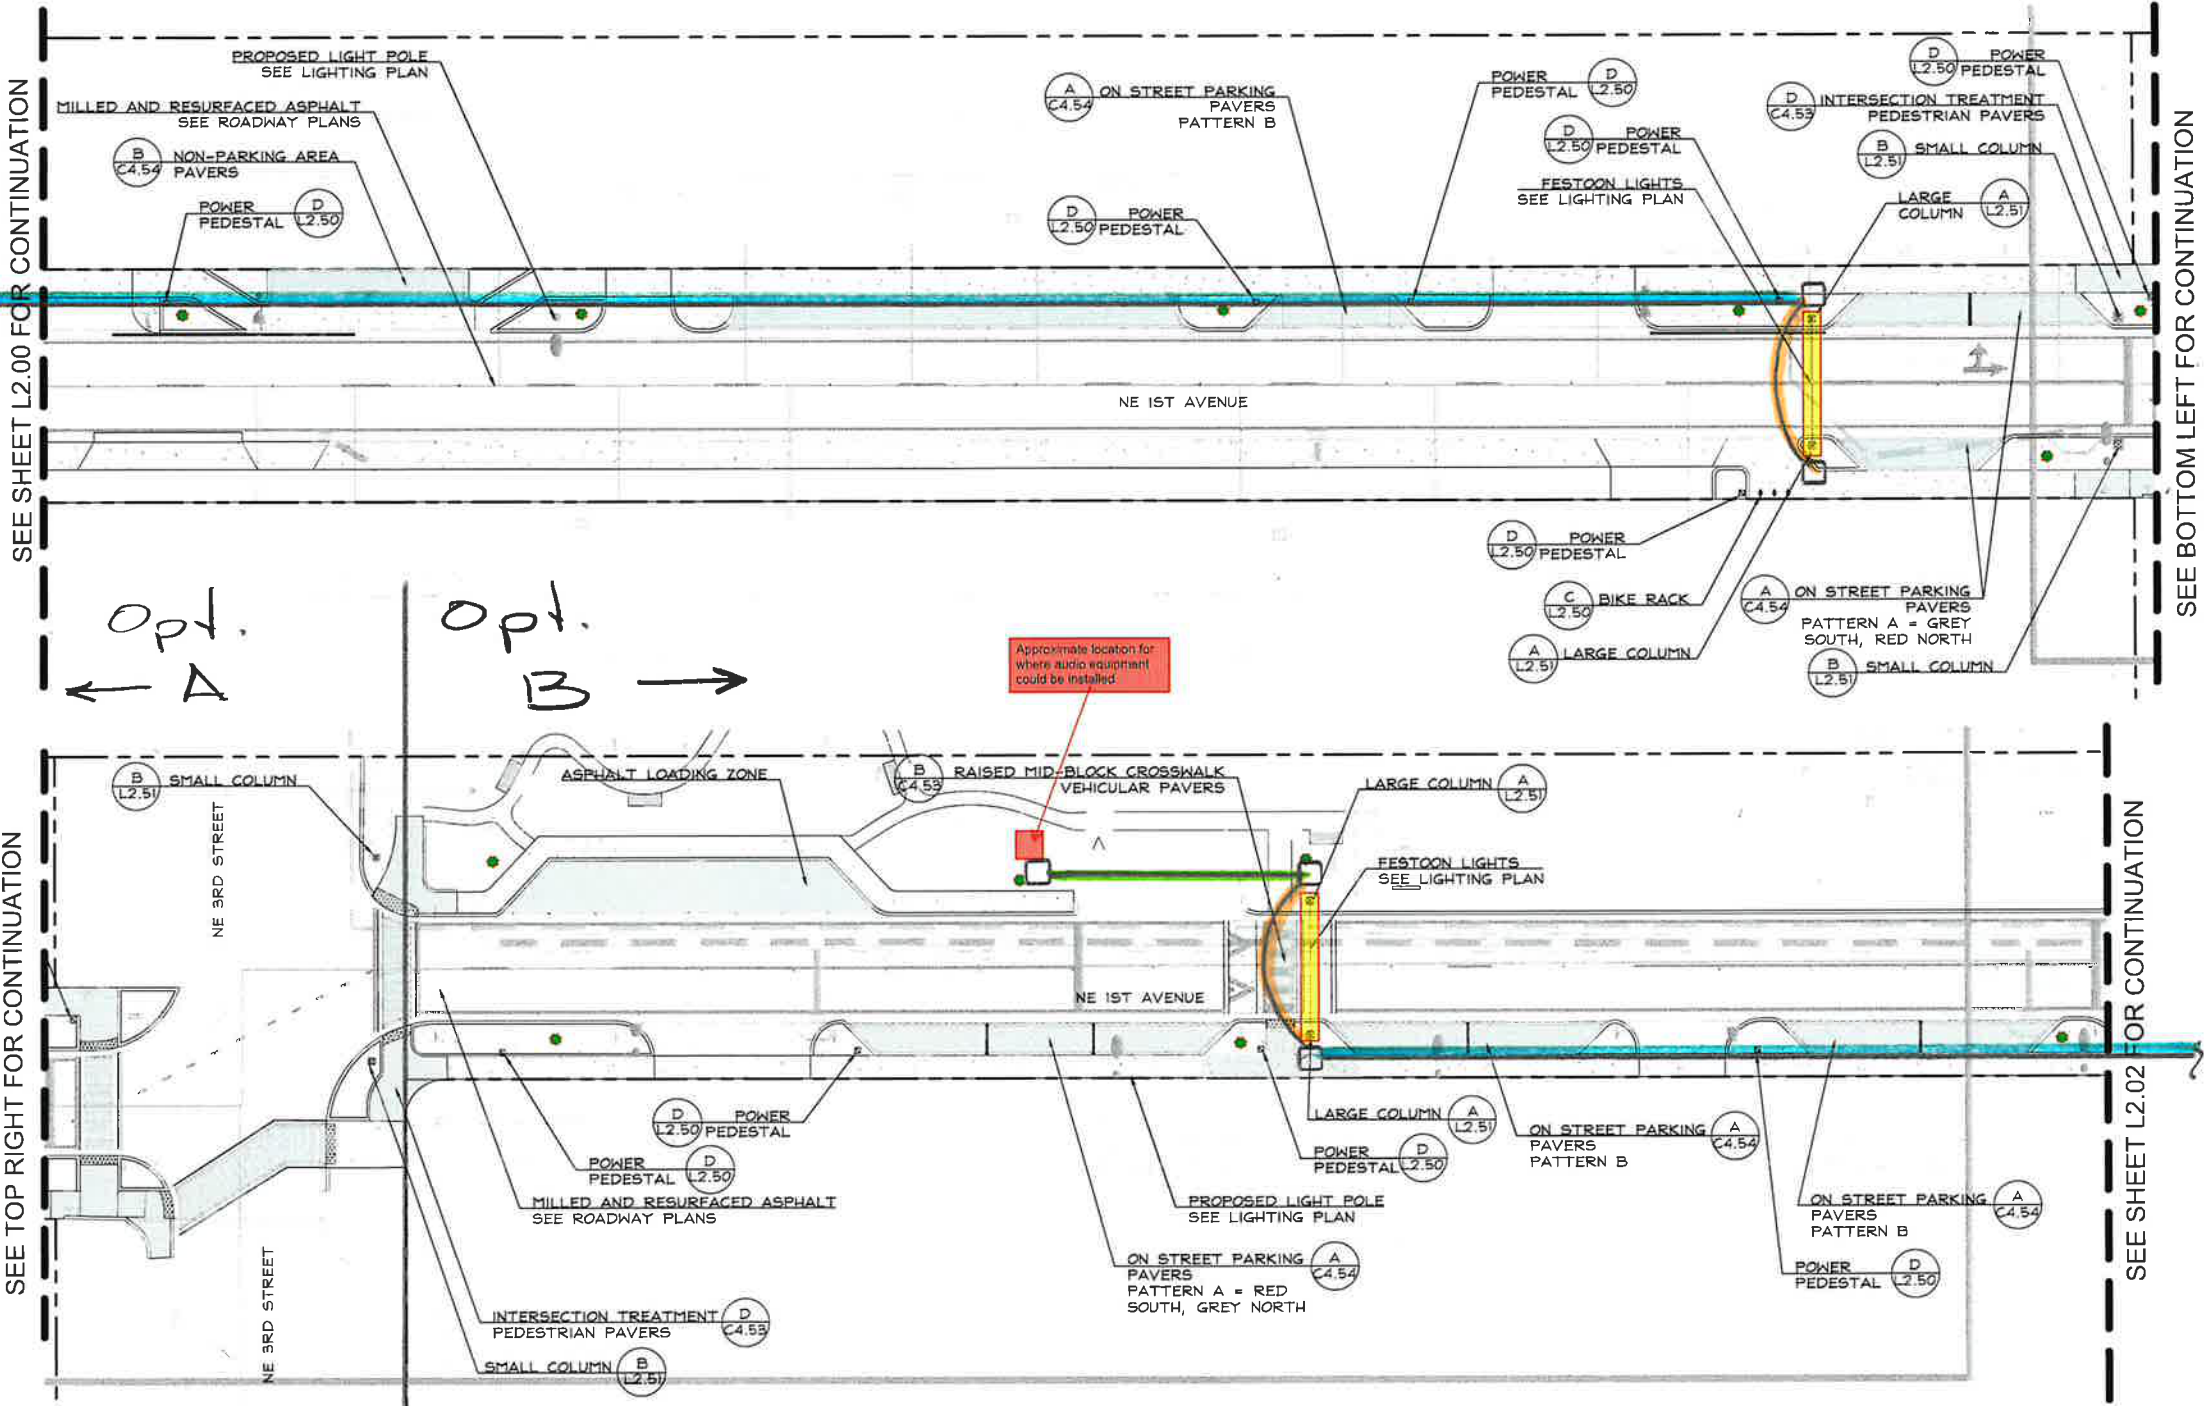 PROPOSED LIGHT POLE
SEE LIGHTING PLAN
MILLED AND RESURFACED ASPHALT
SEE ROADWAY PLANS
B
C4.54
NON-PARKING AREA
PAVERS
POWER
PEDESTAL
D
L2.50
A
C4.54
ON STREET PARKING
PAVERS
PATTERN B
D
L2.50
POWER
PEDESTAL
POWER
PEDESTAL
D
L2.50
D
L2.50
POWER
PEDESTAL
FESTOON LIGHTS
SEE LIGHTING PLAN
D
L2.50
POWER
PEDESTAL
D
C4.53
INTERSECTION TREATMENT
PEDESTRIAN PAVERS
B
L2.51
SMALL COLUMN
LARGE
COLUMN
A
L2.51
SEE SHEET L2.00 FOR CONTINUATION
SEE BOTTOM LEFT FOR CONTINUATION
NE 1ST AVENUE
D
L2.50
POWER
PEDESTAL
C
L2.50
BIKE RACK
A
L2.51
LARGE COLUMN
A
C4.54
ON STREET PARKING
PAVERS
PATTERN A = GREY
SOUTH, RED NORTH
B
L2.51
SMALL COLUMN
Opt.
A
Opt.
B
Approximate location for
where audio equipment
could be installed
B
L2.51
SMALL COLUMN
NE 3RD STREET
ASPHALT LOADING ZONE
B
C4.53
RAISED MID-BLOCK CROSSWALK
VEHICULAR PAVERS
LARGE COLUMN
A
L2.51
FESTOON LIGHTS
SEE LIGHTING PLAN
SEE TOP RIGHT FOR CONTINUATION
SEE SHEET L2.02 FOR CONTINUATION
NE 1ST AVENUE
D
L2.50
POWER
PEDESTAL
POWER
PEDESTAL
D
L2.50
MILLED AND RESURFACED ASPHALT
SEE ROADWAY PLANS
LARGE COLUMN
A
L2.51
POWER
PEDESTAL
D
L2.50
PROPOSED LIGHT POLE
SEE LIGHTING PLAN
ON STREET PARKING
PAVERS
PATTERN B
A
C4.54
ON STREET PARKING
PAVERS
PATTERN B
A
C4.54
ON STREET PARKING
PAVERS
PATTERN A = RED
SOUTH, GREY NORTH
A
C4.54
POWER
PEDESTAL
D
L2.50
NE 3RD STREET
INTERSECTION TREATMENT
PEDESTRIAN PAVERS
D
C4.53
SMALL COLUMN
B
L2.51